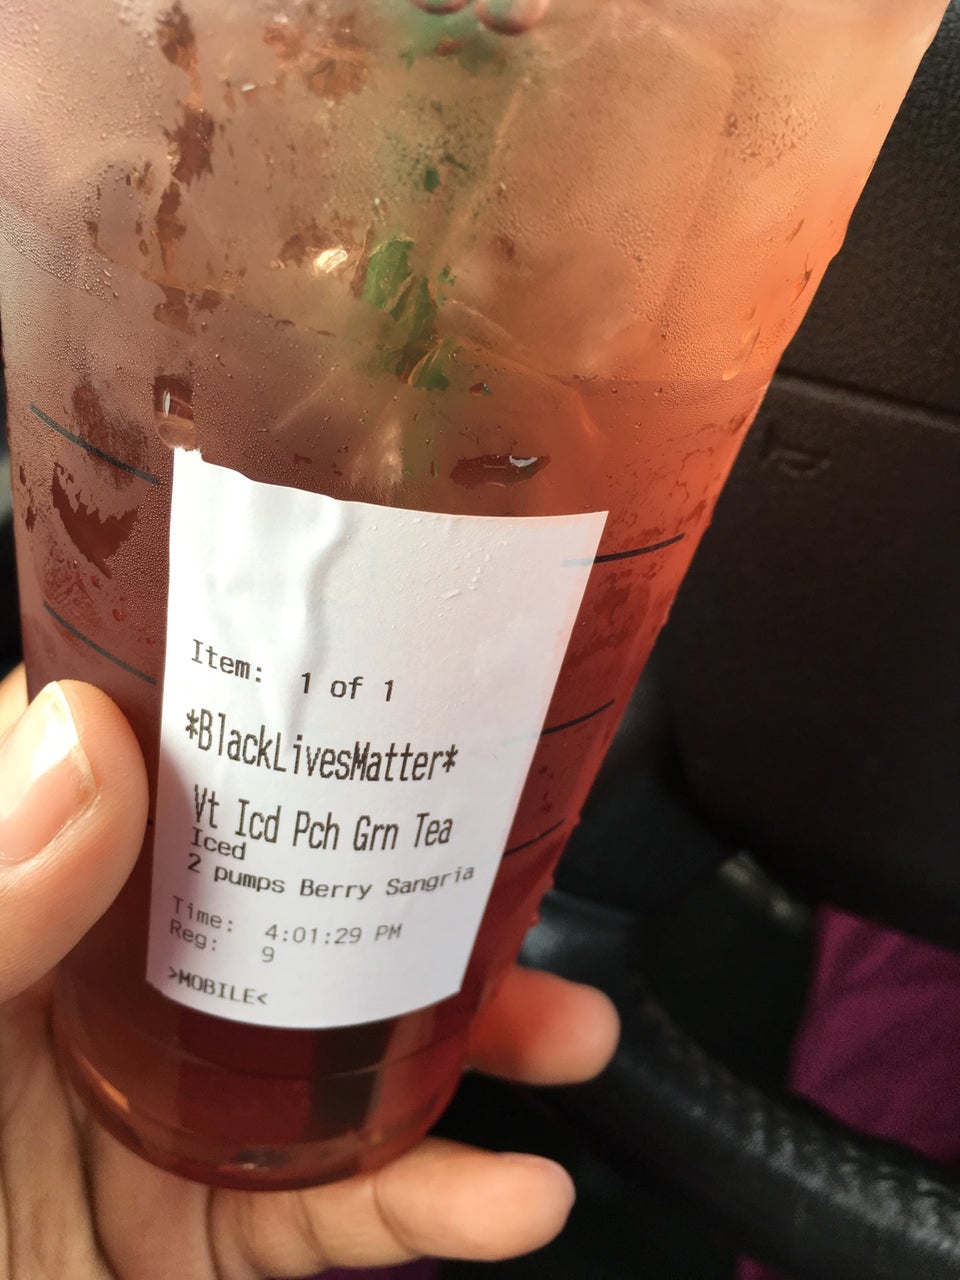 Item: 1 of 1
*BlackLivesMatter*
Vt Icd Pch Grn Tea
Iced
2 pumps Berry Sangria
Time: 4:01:29 PM
Reg: 9
>MOBILE<